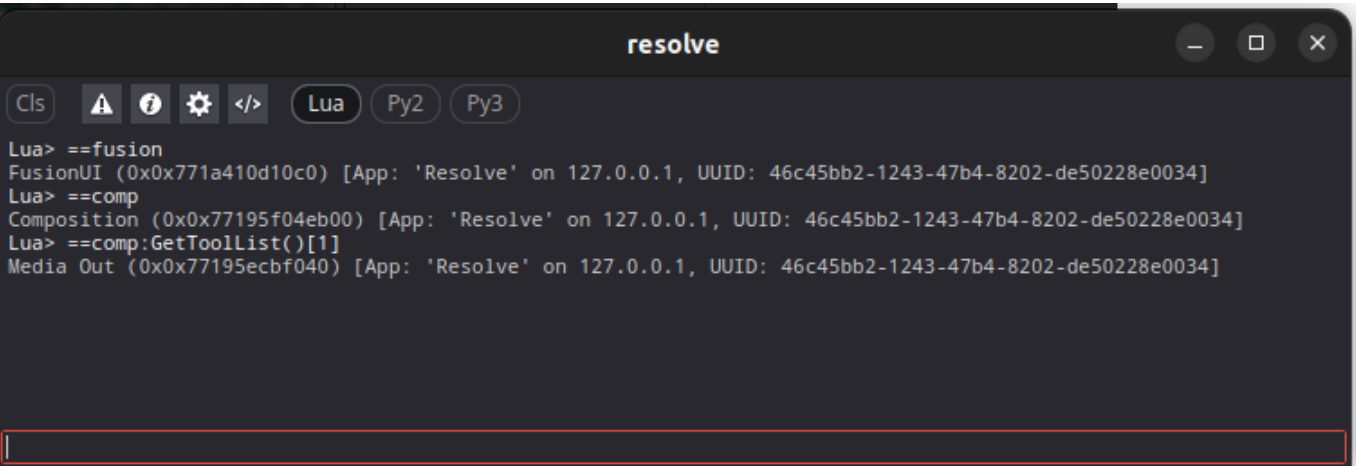 resolve
Cls </> Lua Py2 Py3
Lua> ==fusion
FusionUI (0x0x771a410d10c0) [App: 'Resolve' on 127.0.0.1, UUID: 46c45bb2-1243-47b4-8202-de50228e0034]
Lua> ==comp
Composition (0x0x77195f04eb00) [App: 'Resolve' on 127.0.0.1, UUID: 46c45bb2-1243-47b4-8202-de50228e0034]
Lua> ==comp:GetToolList()[1]
Media Out (0x0x77195ecbf040) [App: 'Resolve' on 127.0.0.1, UUID: 46c45bb2-1243-47b4-8202-de50228e0034]